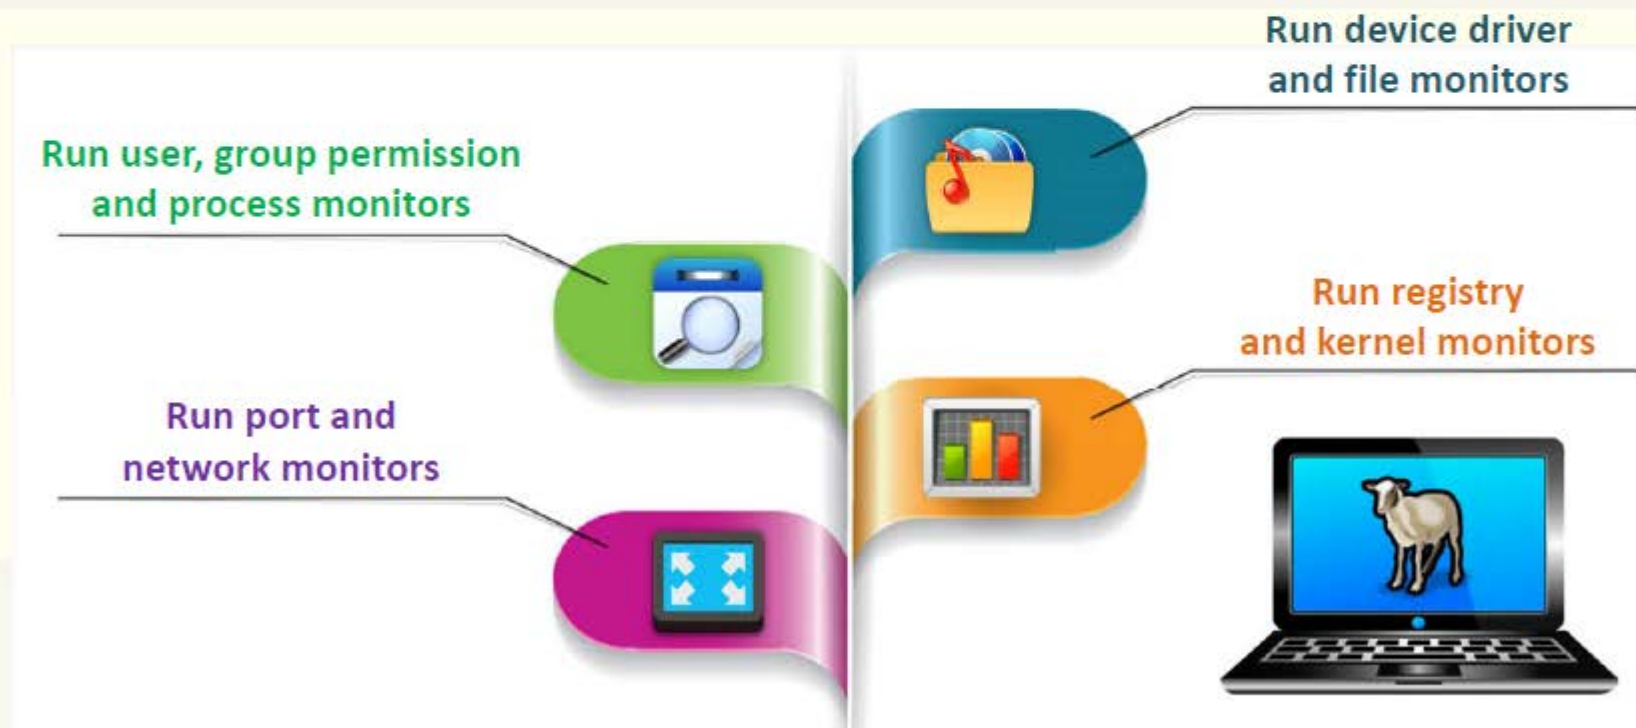 Run device driver
and file monitors
Run user, group permission
and process monitors
Run registry
and kernel monitors
Run port and
network monitors